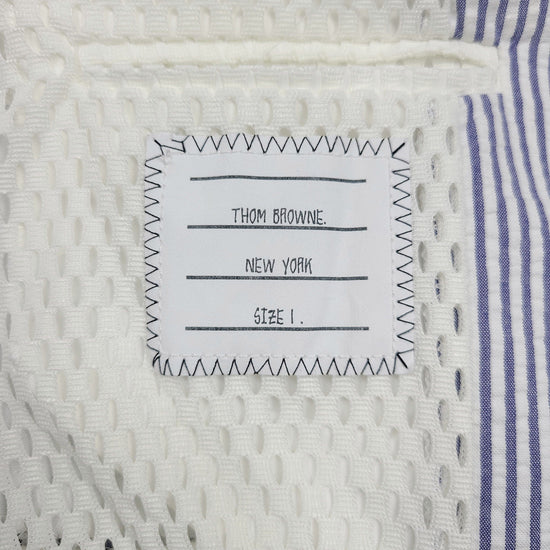 THOM BROWNE.
NEW YORK
SIZE 1.